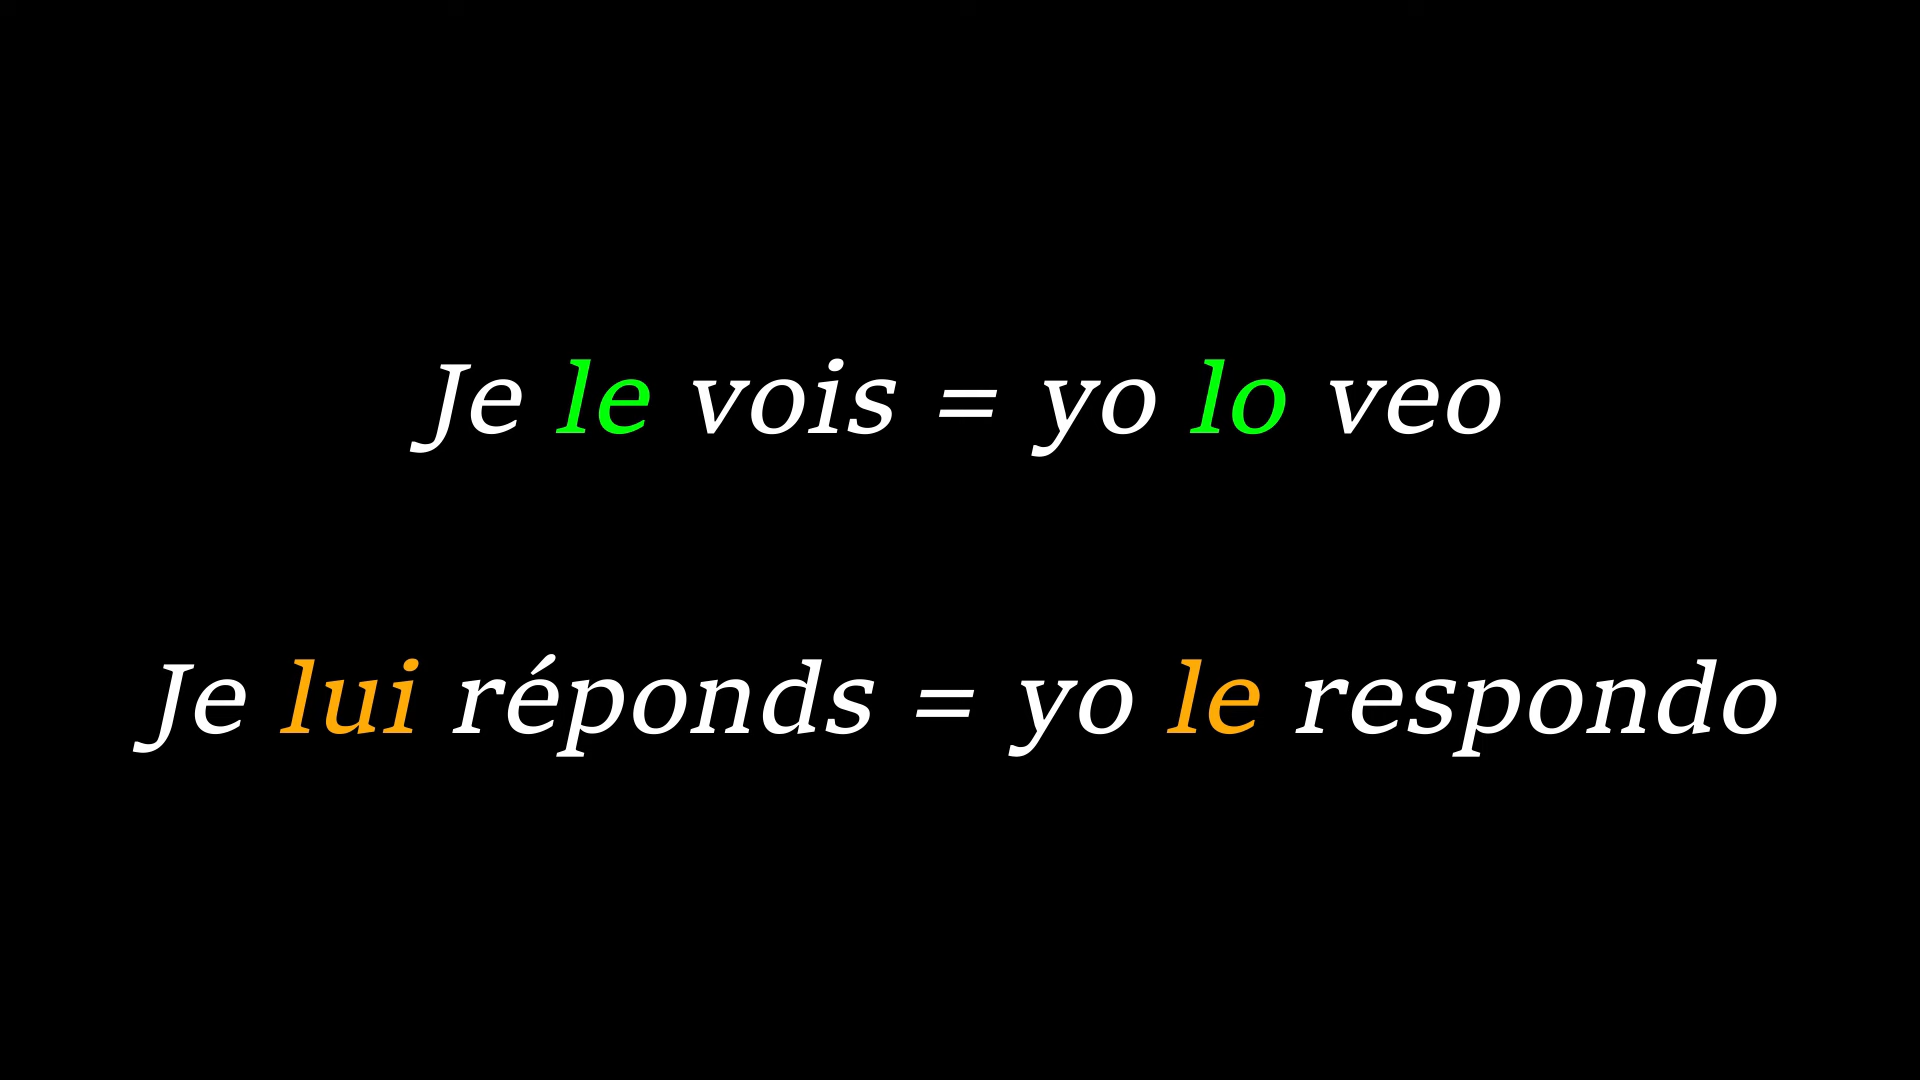 Je le vois = yo lo veo
Je lui réponds = yo le respondo